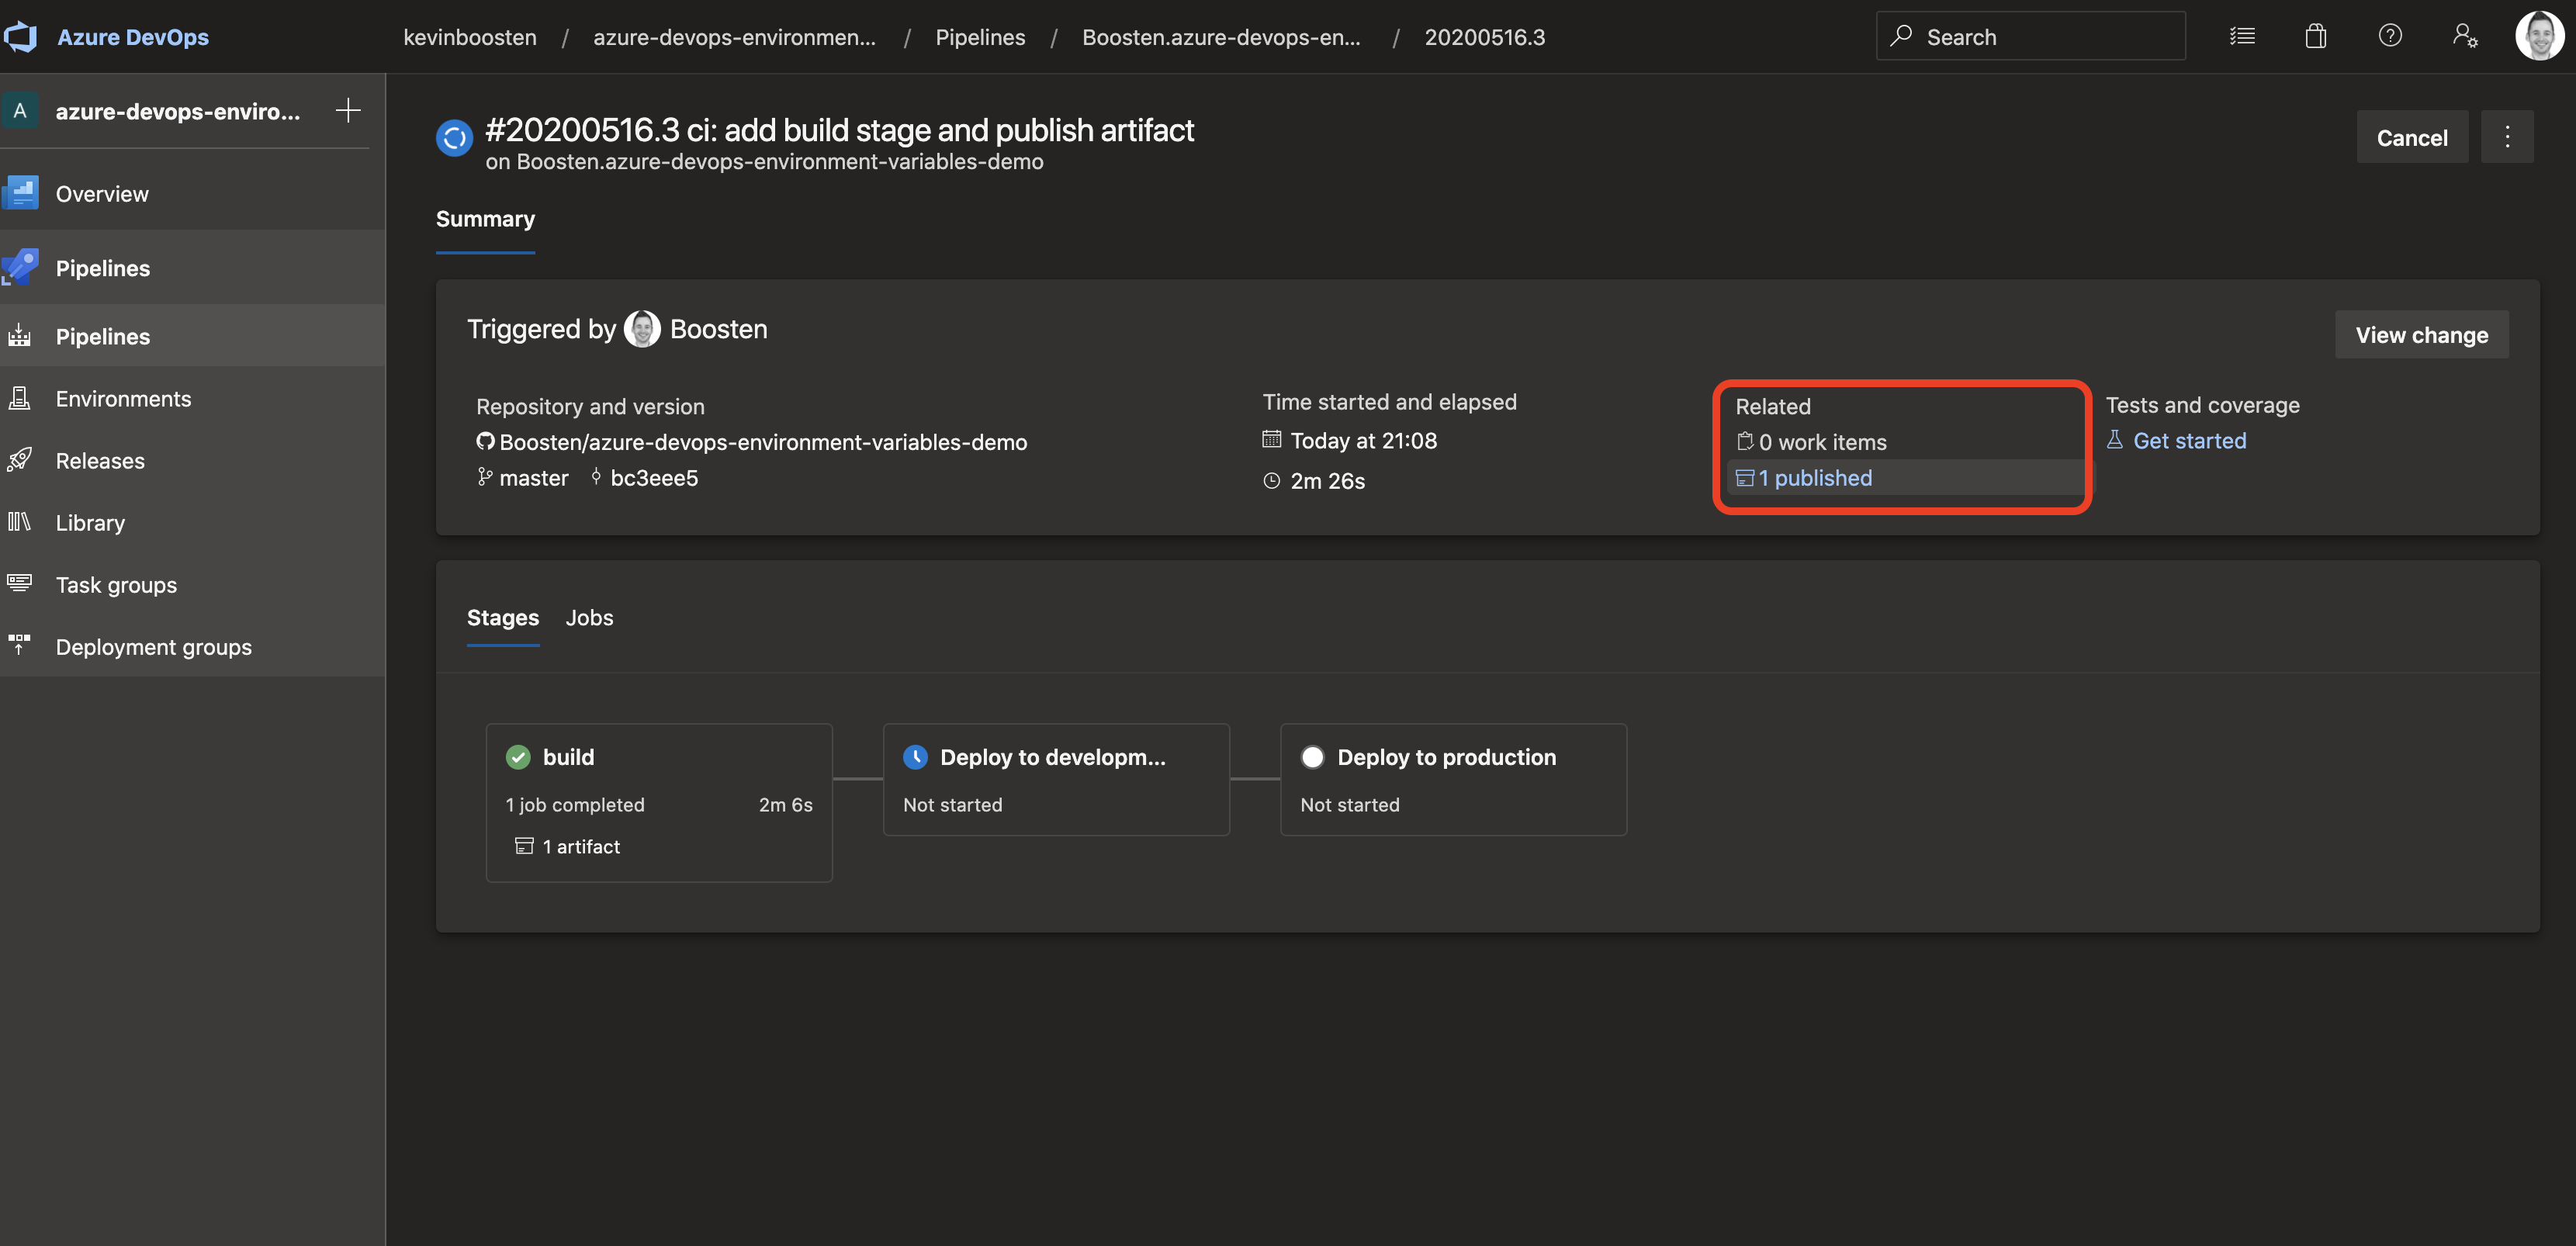 Azure DevOps
kevinboosten / azure-devops-environmen... / Pipelines / Boosten.azure-devops-en... / 20200516.3
Search
A azure-devops-enviro...
Overview
Pipelines
Pipelines
Environments
Releases
Library
Task groups
Deployment groups
#20200516.3 ci: add build stage and publish artifact
on Boosten.azure-devops-environment-variables-demo
Cancel
Summary
Triggered by Boosten
View change
Repository and version
Boosten/azure-devops-environment-variables-demo
master bc3eee5
Time started and elapsed
Today at 21:08
2m 26s
Related
0 work items
1 published
Tests and coverage
Get started
Stages Jobs
build
1 job completed 2m 6s
1 artifact
Deploy to developm...
Not started
Deploy to production
Not started